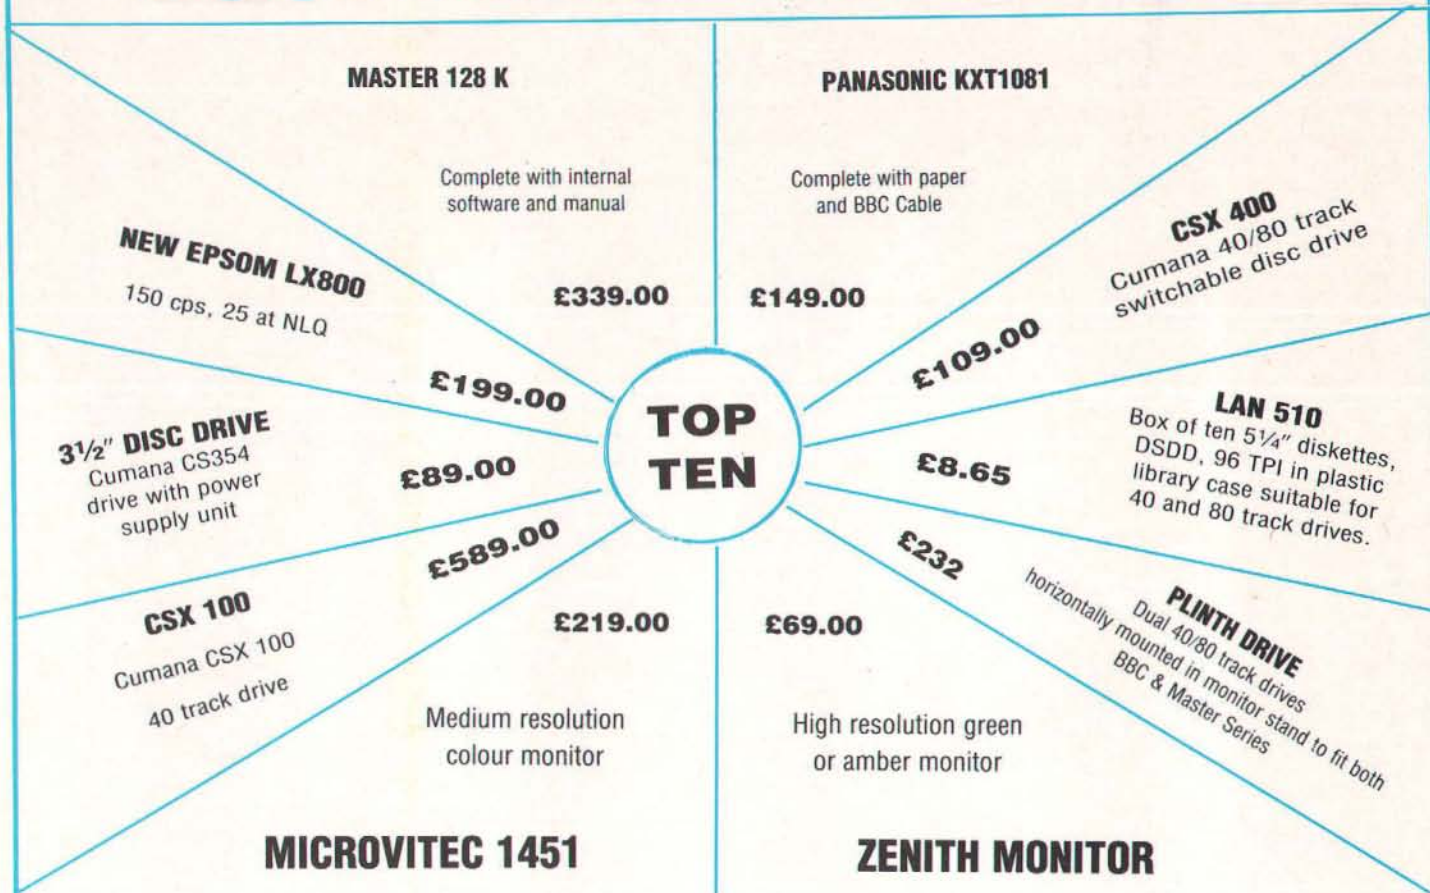 MASTER 128 K
Complete with internal
software and manual
£339.00
PANASONIC KXT1081
Complete with paper
and BBC Cable
£149.00
CSX 400
Cumana 40/80 track
switchable disc drive
£109.00
LAN 510
Box of ten 5¼" diskettes,
DSDD, 96 TPI in plastic
library case suitable for
40 and 80 track drives.
£8.65
PLINTH DRIVE
Dual 40/80 track drives
horizontally mounted in monitor stand to fit both
BBC & Master Series
£232
£69.00
High resolution green
or amber monitor
ZENITH MONITOR
£219.00
Medium resolution
colour monitor
MICROVITEC 1451
CSX 100
Cumana CSX 100
40 track drive
£589.00
3½" DISC DRIVE
Cumana CS354
drive with power
supply unit
£89.00
NEW EPSOM LX800
150 cps, 25 at NLQ
£199.00
TOP
TEN